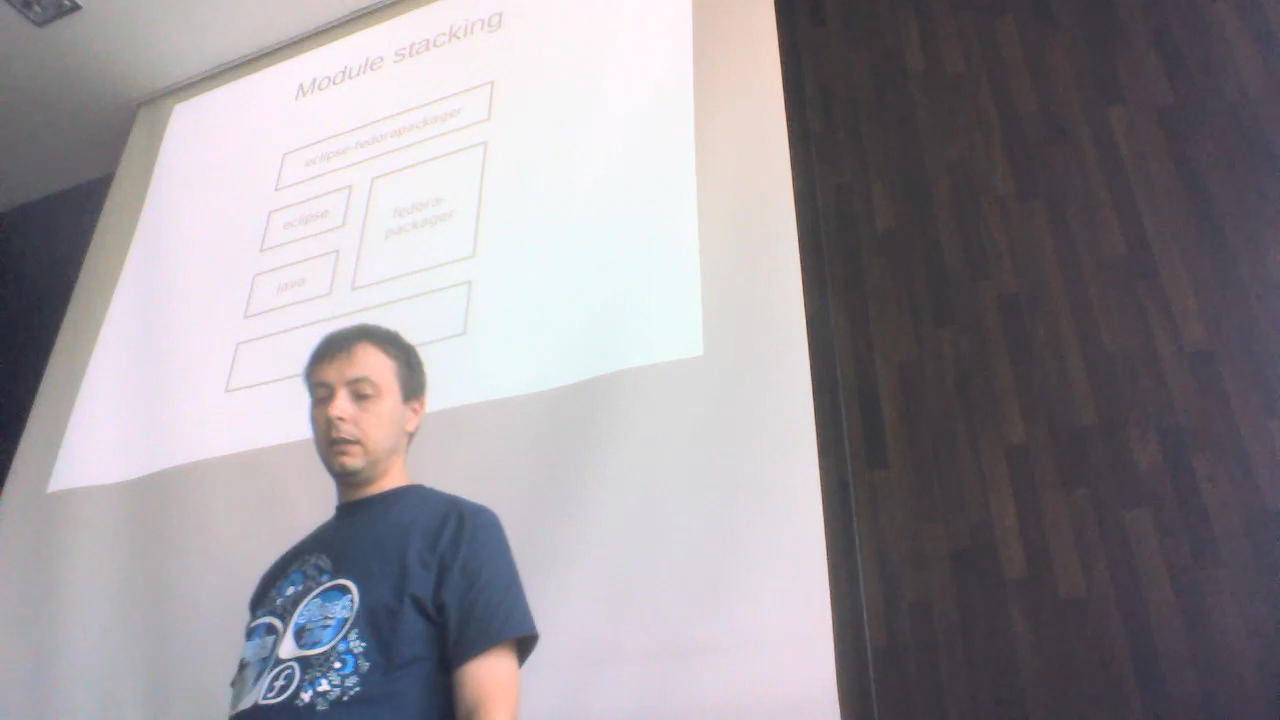 Module stacking
eclipse-fedorapackager
eclipse
fedora-
packager
java